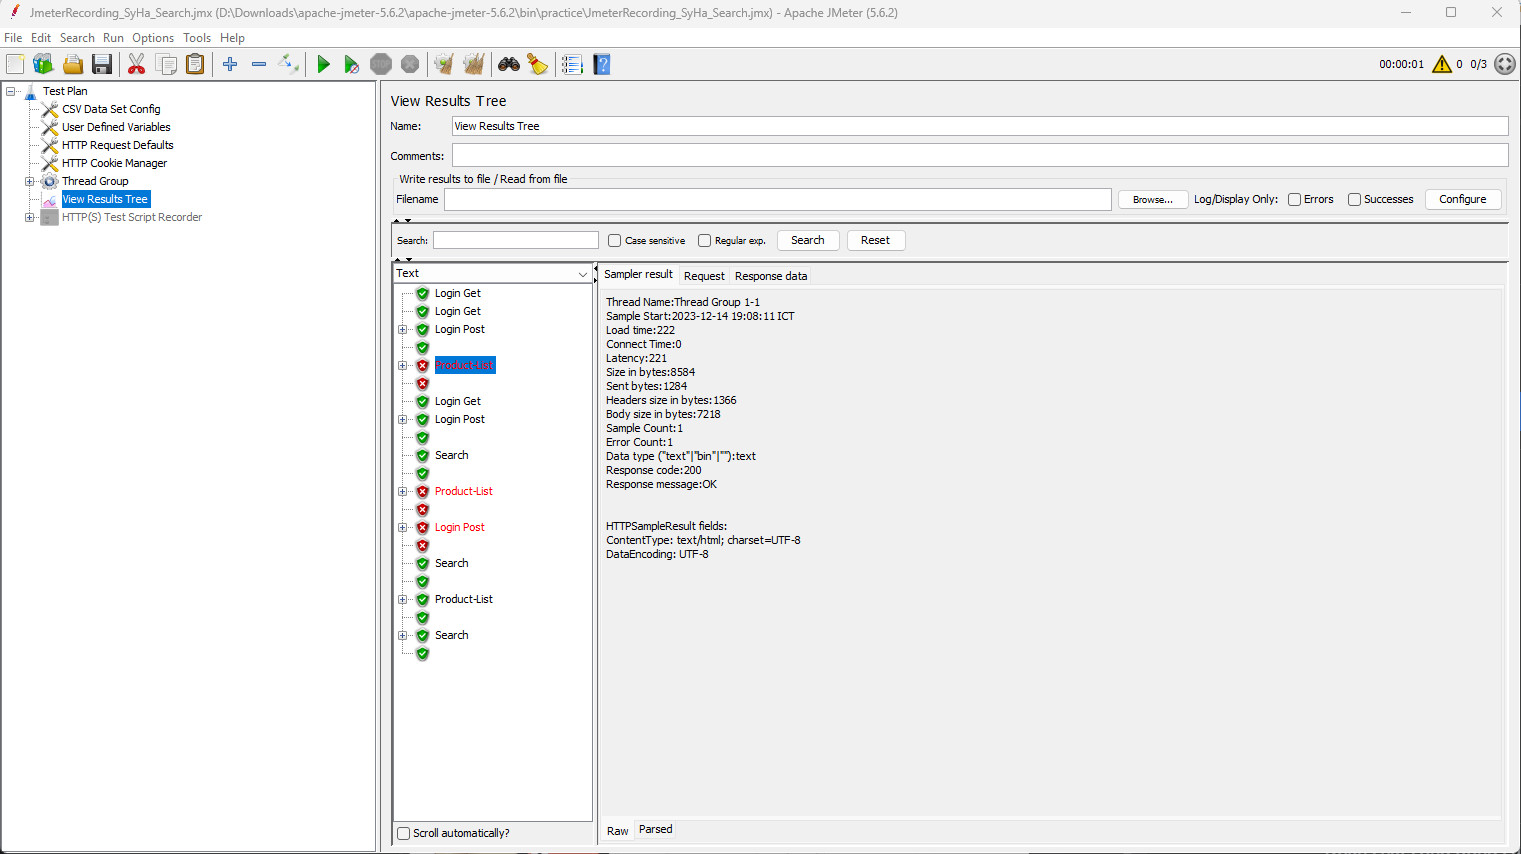 JmeterRecording_SyHa_Search.jmx (D:\Downloads\apache-jmeter-5.6.2\apache-jmeter-5.6.2\bin\practice\JmeterRecording_SyHa_Search.jmx) - Apache JMeter (5.6.2)
File Edit Search Run Options Tools Help
STOP
00:00:01 0 0/3
Test Plan
CSV Data Set Config
User Defined Variables
HTTP Request Defaults
HTTP Cookie Manager
Thread Group
View Results Tree
HTTP(S) Test Script Recorder
View Results Tree
Name: View Results Tree
Comments:
Write results to file / Read from file
Filename Browse... Log/Display Only: Errors Successes Configure
Search: Case sensitive Regular exp. Search Reset
Text
Login Get
Login Get
Login Post
Product-List
Login Get
Login Post
Search
Product-List
Login Post
Search
Product-List
Search
Scroll automatically?
Sampler result Request Response data
Thread Name:Thread Group 1-1
Sample Start:2023-12-14 19:08:11 ICT
Load time:222
Connect Time:0
Latency:221
Size in bytes:8584
Sent bytes:1284
Headers size in bytes:1366
Body size in bytes:7218
Sample Count:1
Error Count:1
Data type ("text"|"bin"|""):text
Response code:200
Response message:OK
HTTPSampleResult fields:
ContentType: text/html; charset=UTF-8
DataEncoding: UTF-8
Raw Parsed